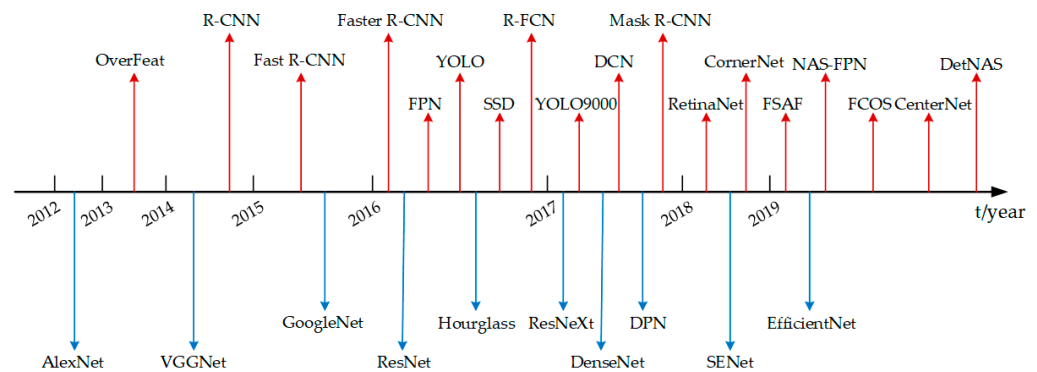 R-CNN Faster R-CNN R-FCN Mask R-CNN
OverFeat Fast R-CNN YOLO DCN CornerNet NAS-FPN DetNAS
FPN SSD YOLO9000 RetinaNet FSAF FCOS CenterNet
2012 2013 2014 2015 2016 2017 2018 2019 t/year
GoogleNet Hourglass ResNeXt DPN EfficientNet
AlexNet VGGNet ResNet DenseNet SENet